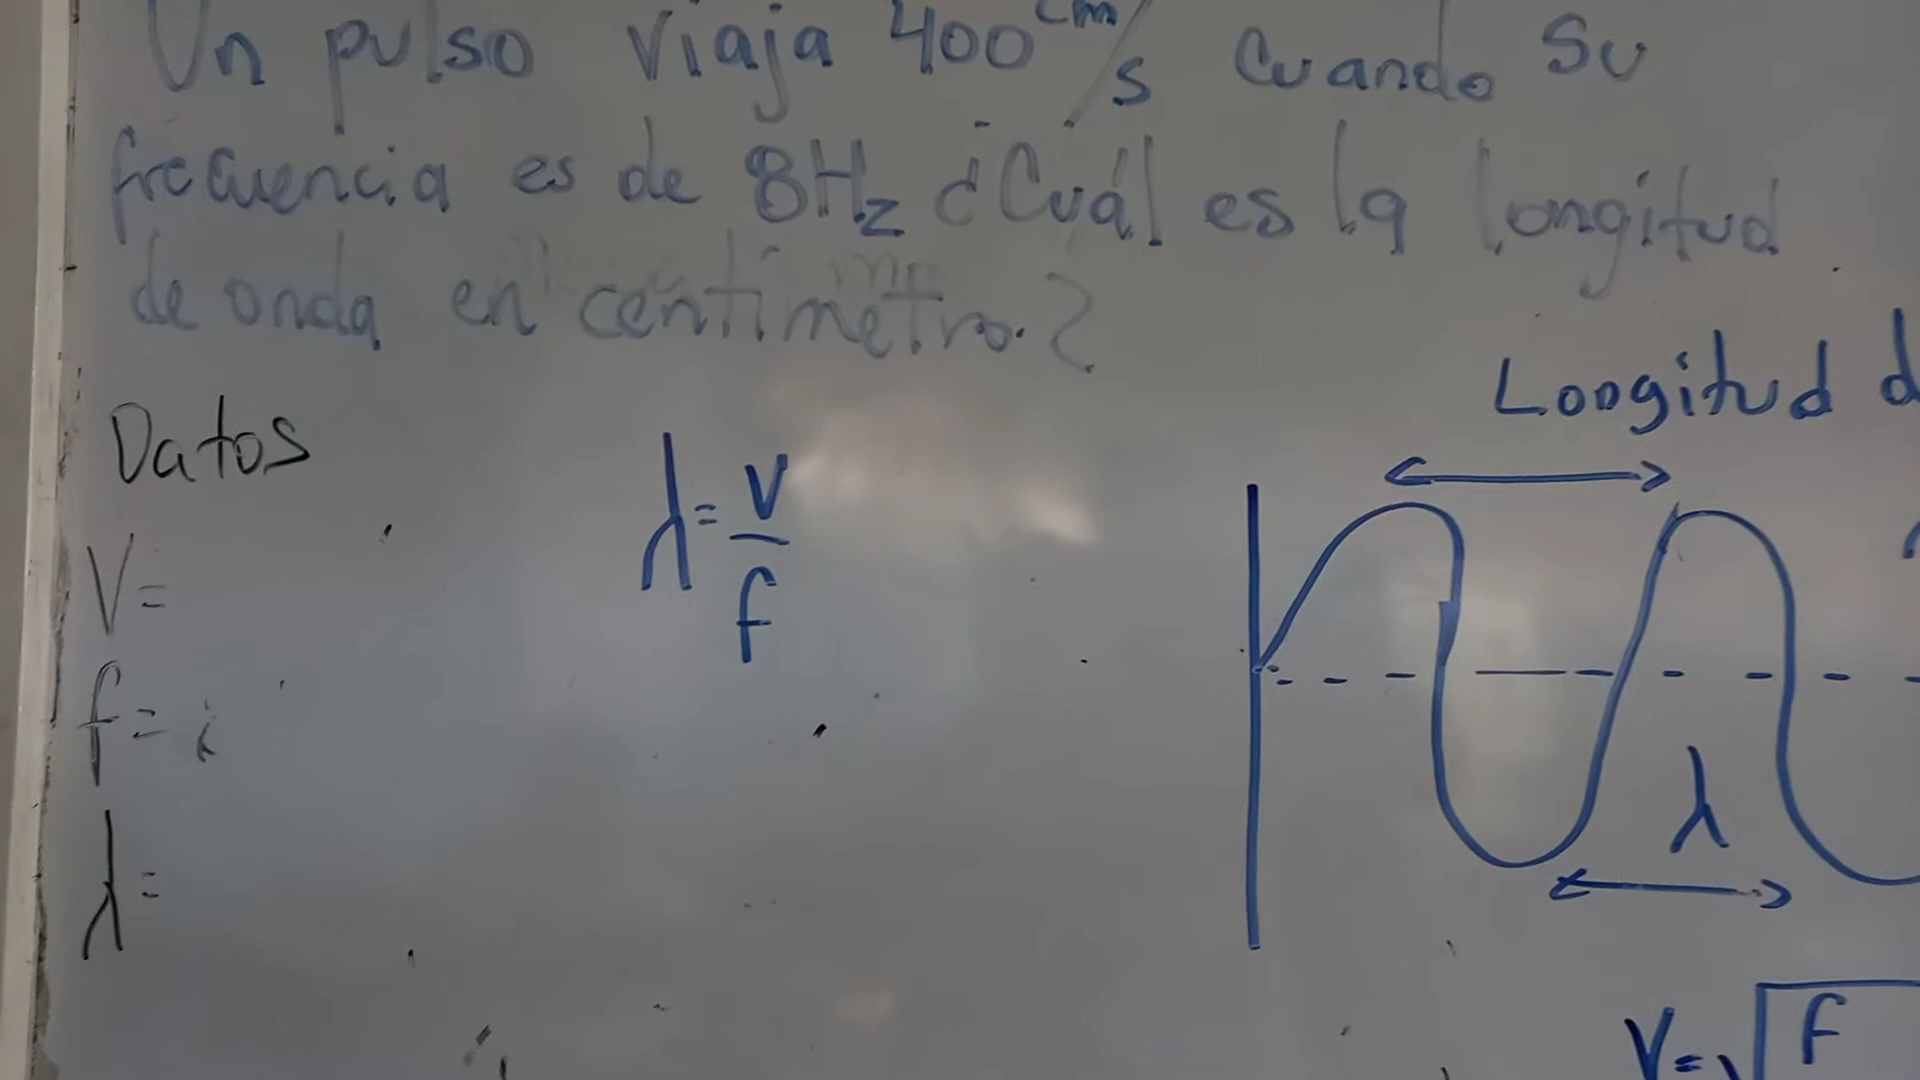 Un pulso viaja 400 cm/s Cuando su
frecuencia es de 8Hz ¿Cuál es la longitud
de onda en centimetro.?
Longitud d
Datos
λ = V/f
V=
f=
λ=
λ
V=√F